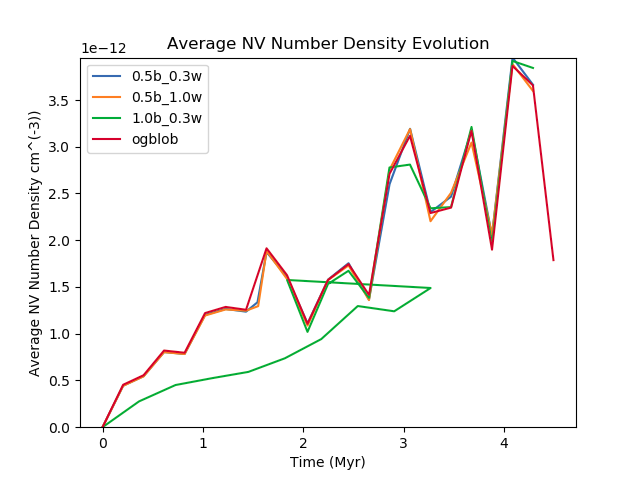 Average NV Number Density Evolution
1e−12
0.5b_0.3w
0.5b_1.0w
1.0b_0.3w
ogblob
Average NV Number Density cm^(-3))
3.5
3.0
2.5
2.0
1.5
1.0
0.5
0.0
0 1 2 3 4
Time (Myr)